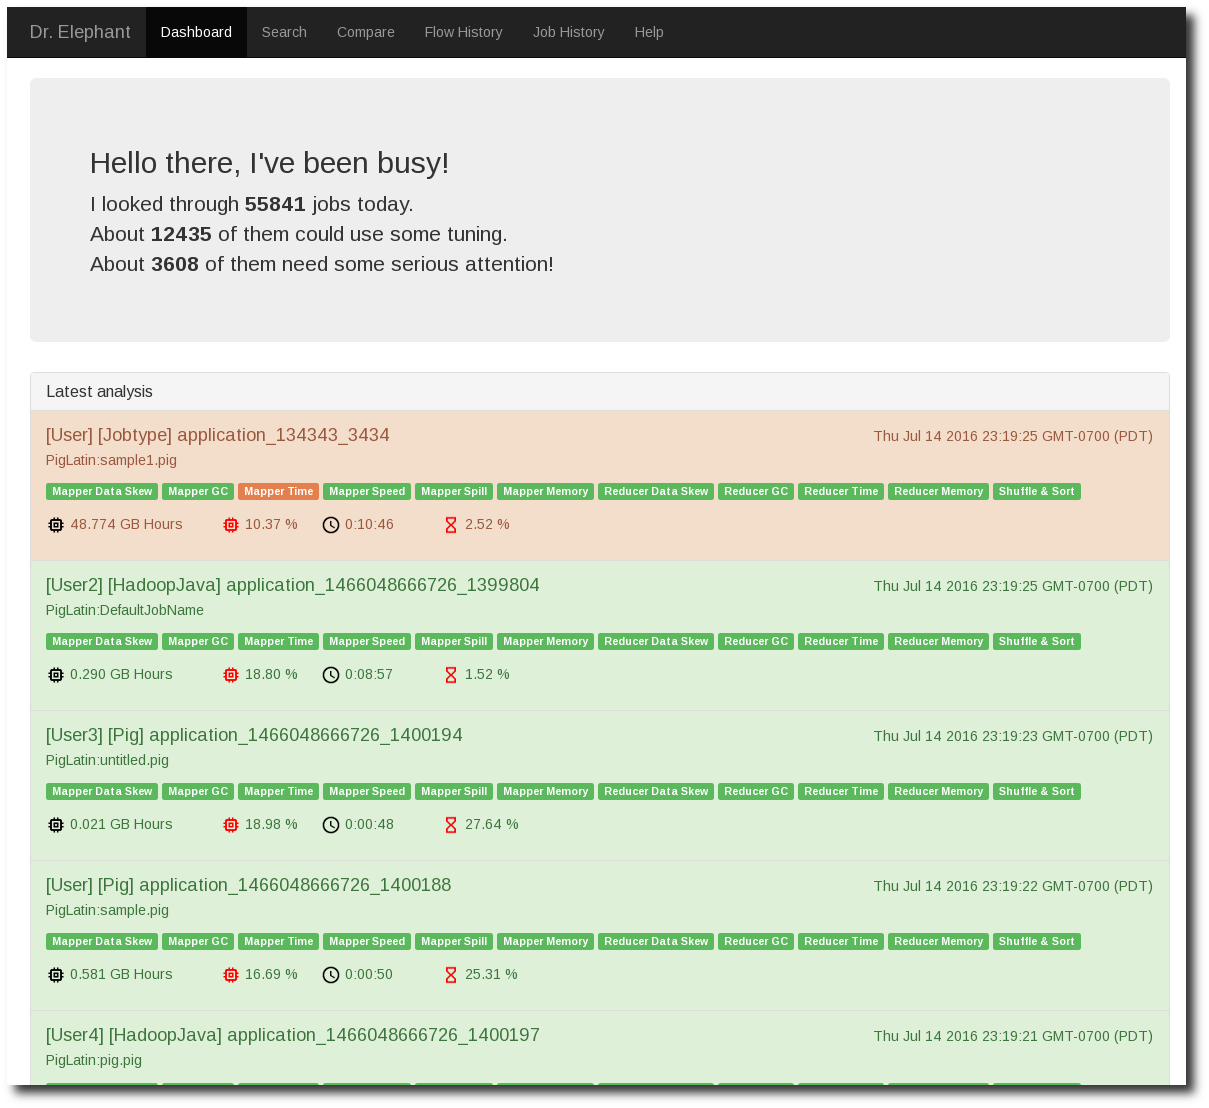 Dr. Elephant Dashboard Search Compare Flow History Job History Help
Hello there, I've been busy!
I looked through 55841 jobs today.
About 12435 of them could use some tuning.
About 3608 of them need some serious attention!
Latest analysis
[User] [Jobtype] application_134343_3434 Thu Jul 14 2016 23:19:25 GMT-0700 (PDT)
PigLatin:sample1.pig
Mapper Data Skew Mapper GC Mapper Time Mapper Speed Mapper Spill Mapper Memory Reducer Data Skew Reducer GC Reducer Time Reducer Memory Shuffle & Sort
48.774 GB Hours 10.37 % 0:10:46 2.52 %
[User2] [HadoopJava] application_1466048666726_1399804 Thu Jul 14 2016 23:19:25 GMT-0700 (PDT)
PigLatin:DefaultJobName
Mapper Data Skew Mapper GC Mapper Time Mapper Speed Mapper Spill Mapper Memory Reducer Data Skew Reducer GC Reducer Time Reducer Memory Shuffle & Sort
0.290 GB Hours 18.80 % 0:08:57 1.52 %
[User3] [Pig] application_1466048666726_1400194 Thu Jul 14 2016 23:19:23 GMT-0700 (PDT)
PigLatin:untitled.pig
Mapper Data Skew Mapper GC Mapper Time Mapper Speed Mapper Spill Mapper Memory Reducer Data Skew Reducer GC Reducer Time Reducer Memory Shuffle & Sort
0.021 GB Hours 18.98 % 0:00:48 27.64 %
[User] [Pig] application_1466048666726_1400188 Thu Jul 14 2016 23:19:22 GMT-0700 (PDT)
PigLatin:sample.pig
Mapper Data Skew Mapper GC Mapper Time Mapper Speed Mapper Spill Mapper Memory Reducer Data Skew Reducer GC Reducer Time Reducer Memory Shuffle & Sort
0.581 GB Hours 16.69 % 0:00:50 25.31 %
[User4] [HadoopJava] application_1466048666726_1400197 Thu Jul 14 2016 23:19:21 GMT-0700 (PDT)
PigLatin:pig.pig